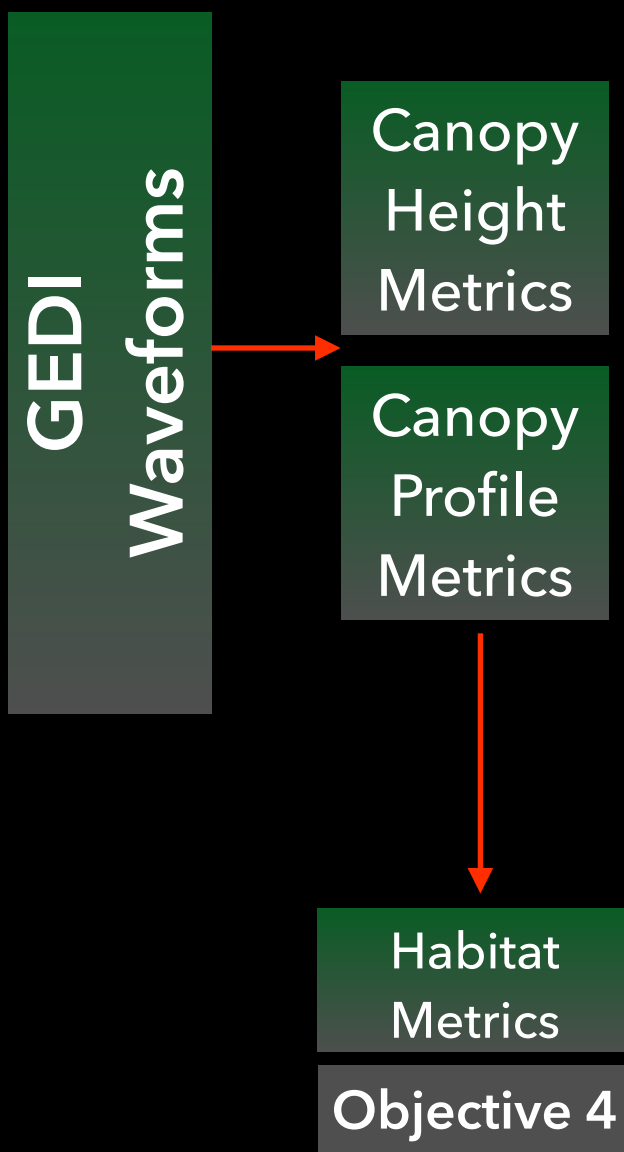 GEDI
Waveforms
Canopy
Height
Metrics
Canopy
Profile
Metrics
Habitat
Metrics
Objective 4